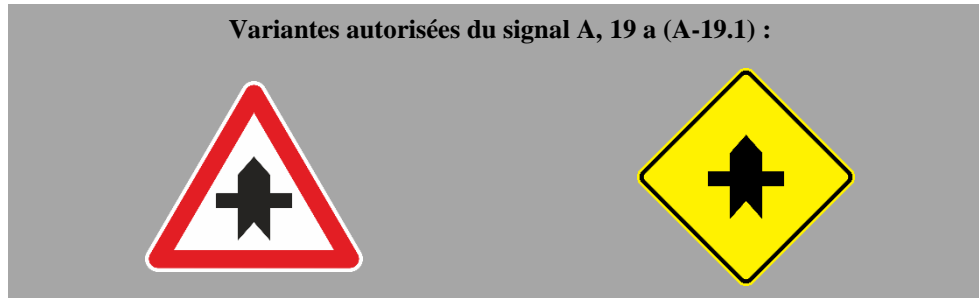 Variantes autorisées du signal A, 19 a (A-19.1) :